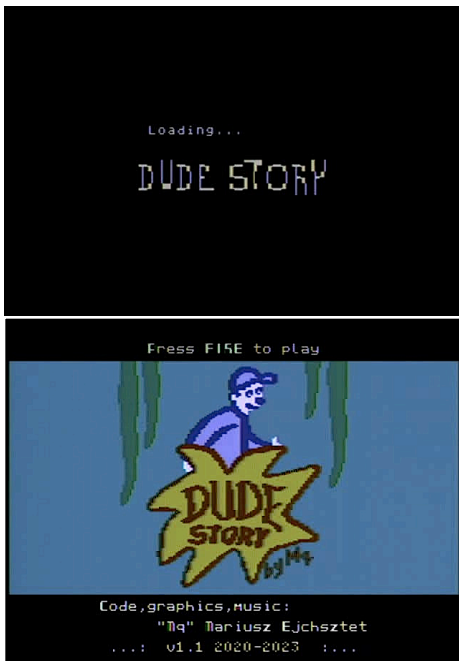 Loading...
DUDE STORY
Press FIRE to play
DUDE
STORY
by Mq
Code,graphics,music:
"Mq" Mariusz Ejchsztet
...: v1.1 2020-2023 :...